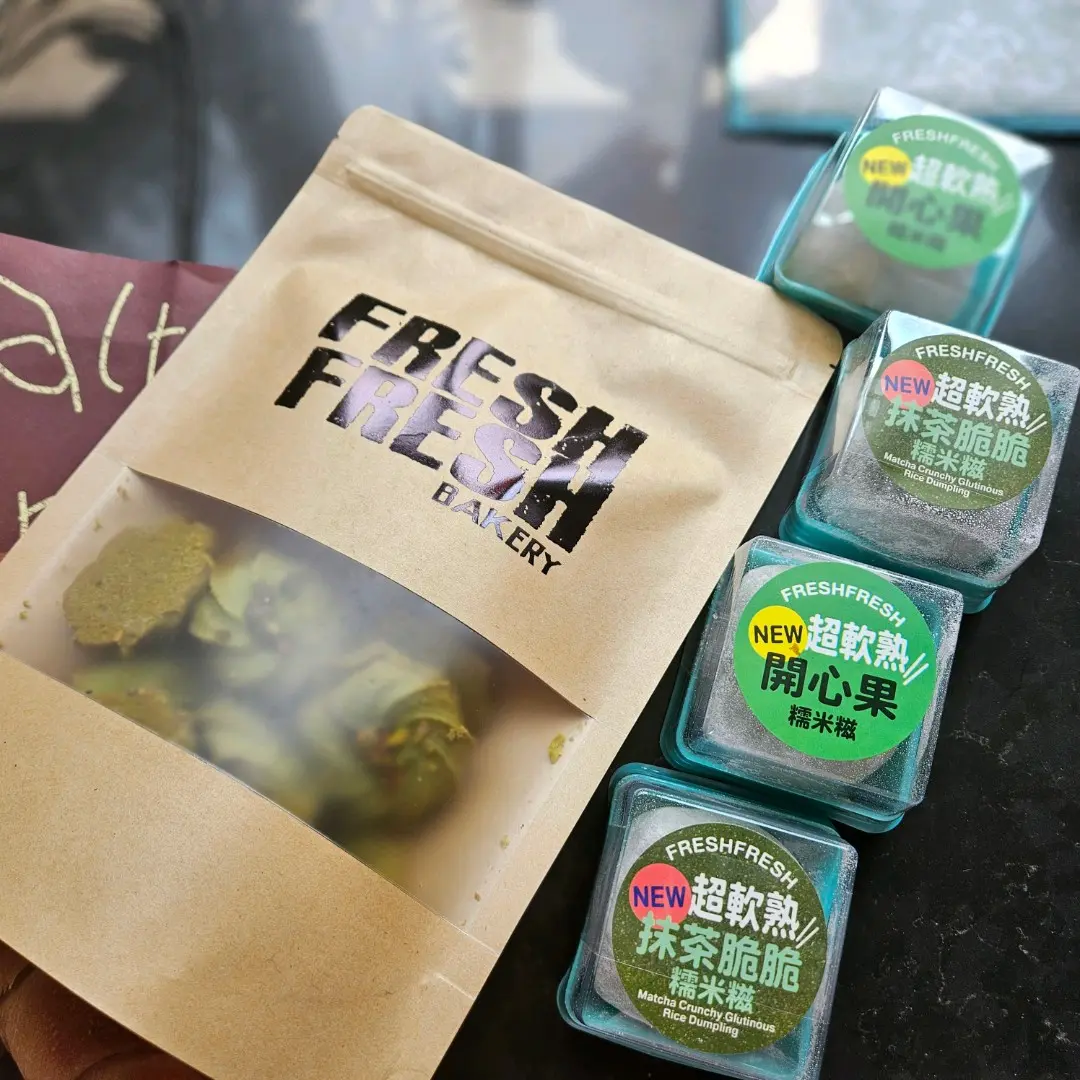 FRESH
FRESH
BAKERY
FRESHFRESH
NEW 超軟熟
開心果
糯米糍
FRESHFRESH
NEW 超軟熟
抹茶脆脆
糯米糍
Matcha Crunchy Glutinous
Rice Dumpling
FRESHFRESH
NEW 超軟熟
開心果
糯米糍
FRESHFRESH
NEW 超軟熟
抹茶脆脆
糯米糍
Matcha Crunchy Glutinous
Rice Dumpling